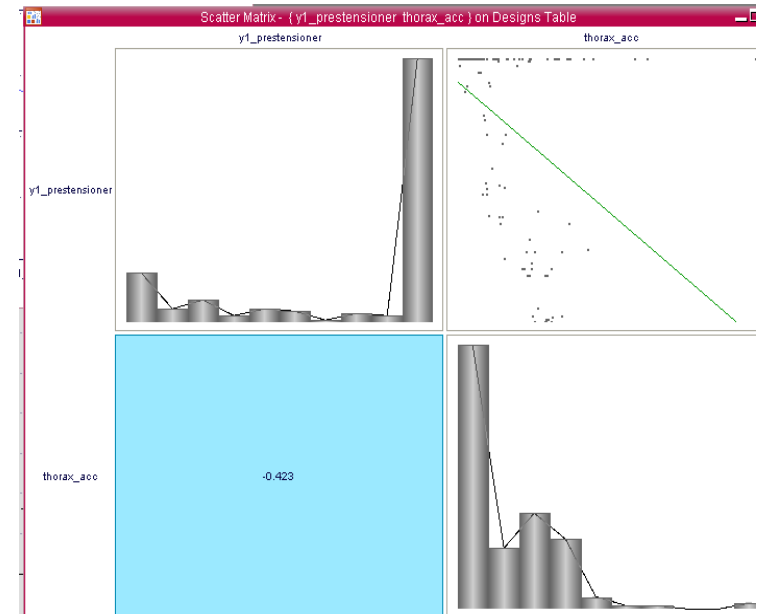 Scatter Matrix - { y1_prestensioner thorax_acc } on Designs Table
y1_prestensioner
thorax_acc
y1_prestensioner
thorax_acc
-0.423